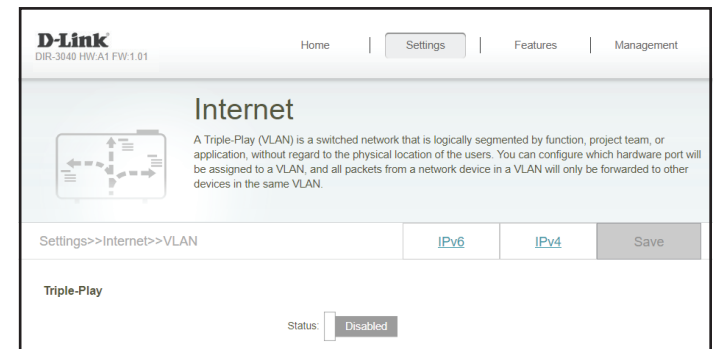 D-Link
DIR-3040 HW:A1 FW:1.01
Home | Settings | Features | Management
Internet
A Triple-Play (VLAN) is a switched network that is logically segmented by function, project team, or
application, without regard to the physical location of the users. You can configure which hardware port will
be assigned to a VLAN, and all packets from a network device in a VLAN will only be forwarded to other
devices in the same VLAN.
Settings>>Internet>>VLAN IPv6 IPv4 Save
Triple-Play
Status: Disabled